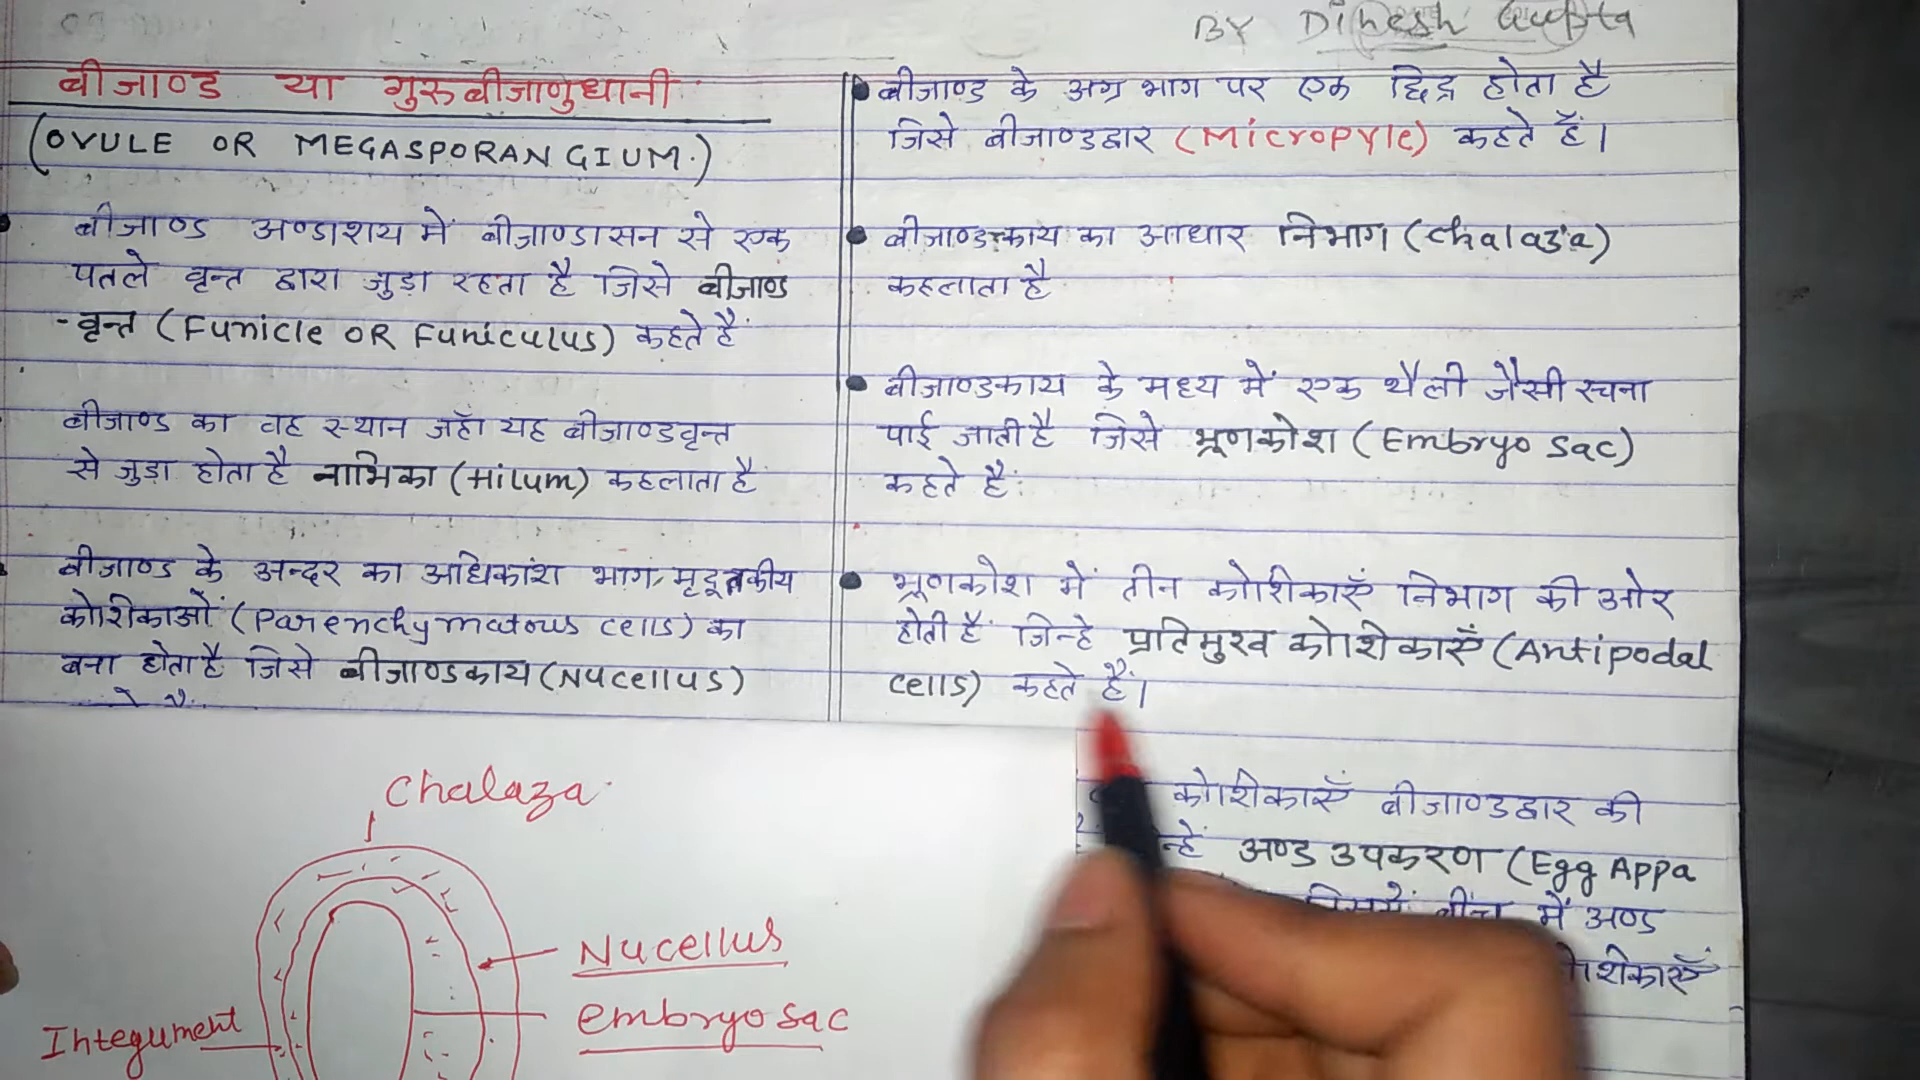 BY Dinesh Gupta
बीजाण्ड या गुरुबीजाणुधानी
(OVULE OR MEGASPORANGIUM.)
बीजाण्ड अण्डाशय में बीजाण्डासन से एक
पतले वृन्त द्वारा जुड़ा रहता है जिसे बीजाण्ड
-वृन्त (Funicle OR Funiculus) कहते हैं
बीजाण्ड का वह स्थान जहाँ यह बीजाण्डवृन्त
से जुड़ा होता है नाभिका (Hilum) कहलाता है
बीजाण्ड के अन्दर का अधिकांश भाग मृदूतकीय
कोशिकाओं (Parenchymatous cells) का
बना होता है जिसे बीजाण्डकाय (Nucellus)
• बीजाण्ड के अग्र भाग पर एक छिद्र होता है
जिसे बीजाण्डद्वार (Micropyle) कहते हैं।
• बीजाण्डकाय का आधार निभाग (Chalaza)
कहलाता है
• बीजाण्डकाय के मध्य में एक थैली जैसी रचना
पाई जाती है जिसे भ्रूणकोश (Embryo Sac)
कहते है
• भ्रूणकोश में तीन कोशिकाएँ निभाग की ओर
होती है जिन्हे प्रतिमुख कोशिकाएँ (Antipodal
cells) कहते हैं।
कोशिकाएँ बीजाण्डद्वार की
अण्ड उपकरण (Egg Appa
में अण्ड
Chalaza
Nucellus
embryo sac
Integument